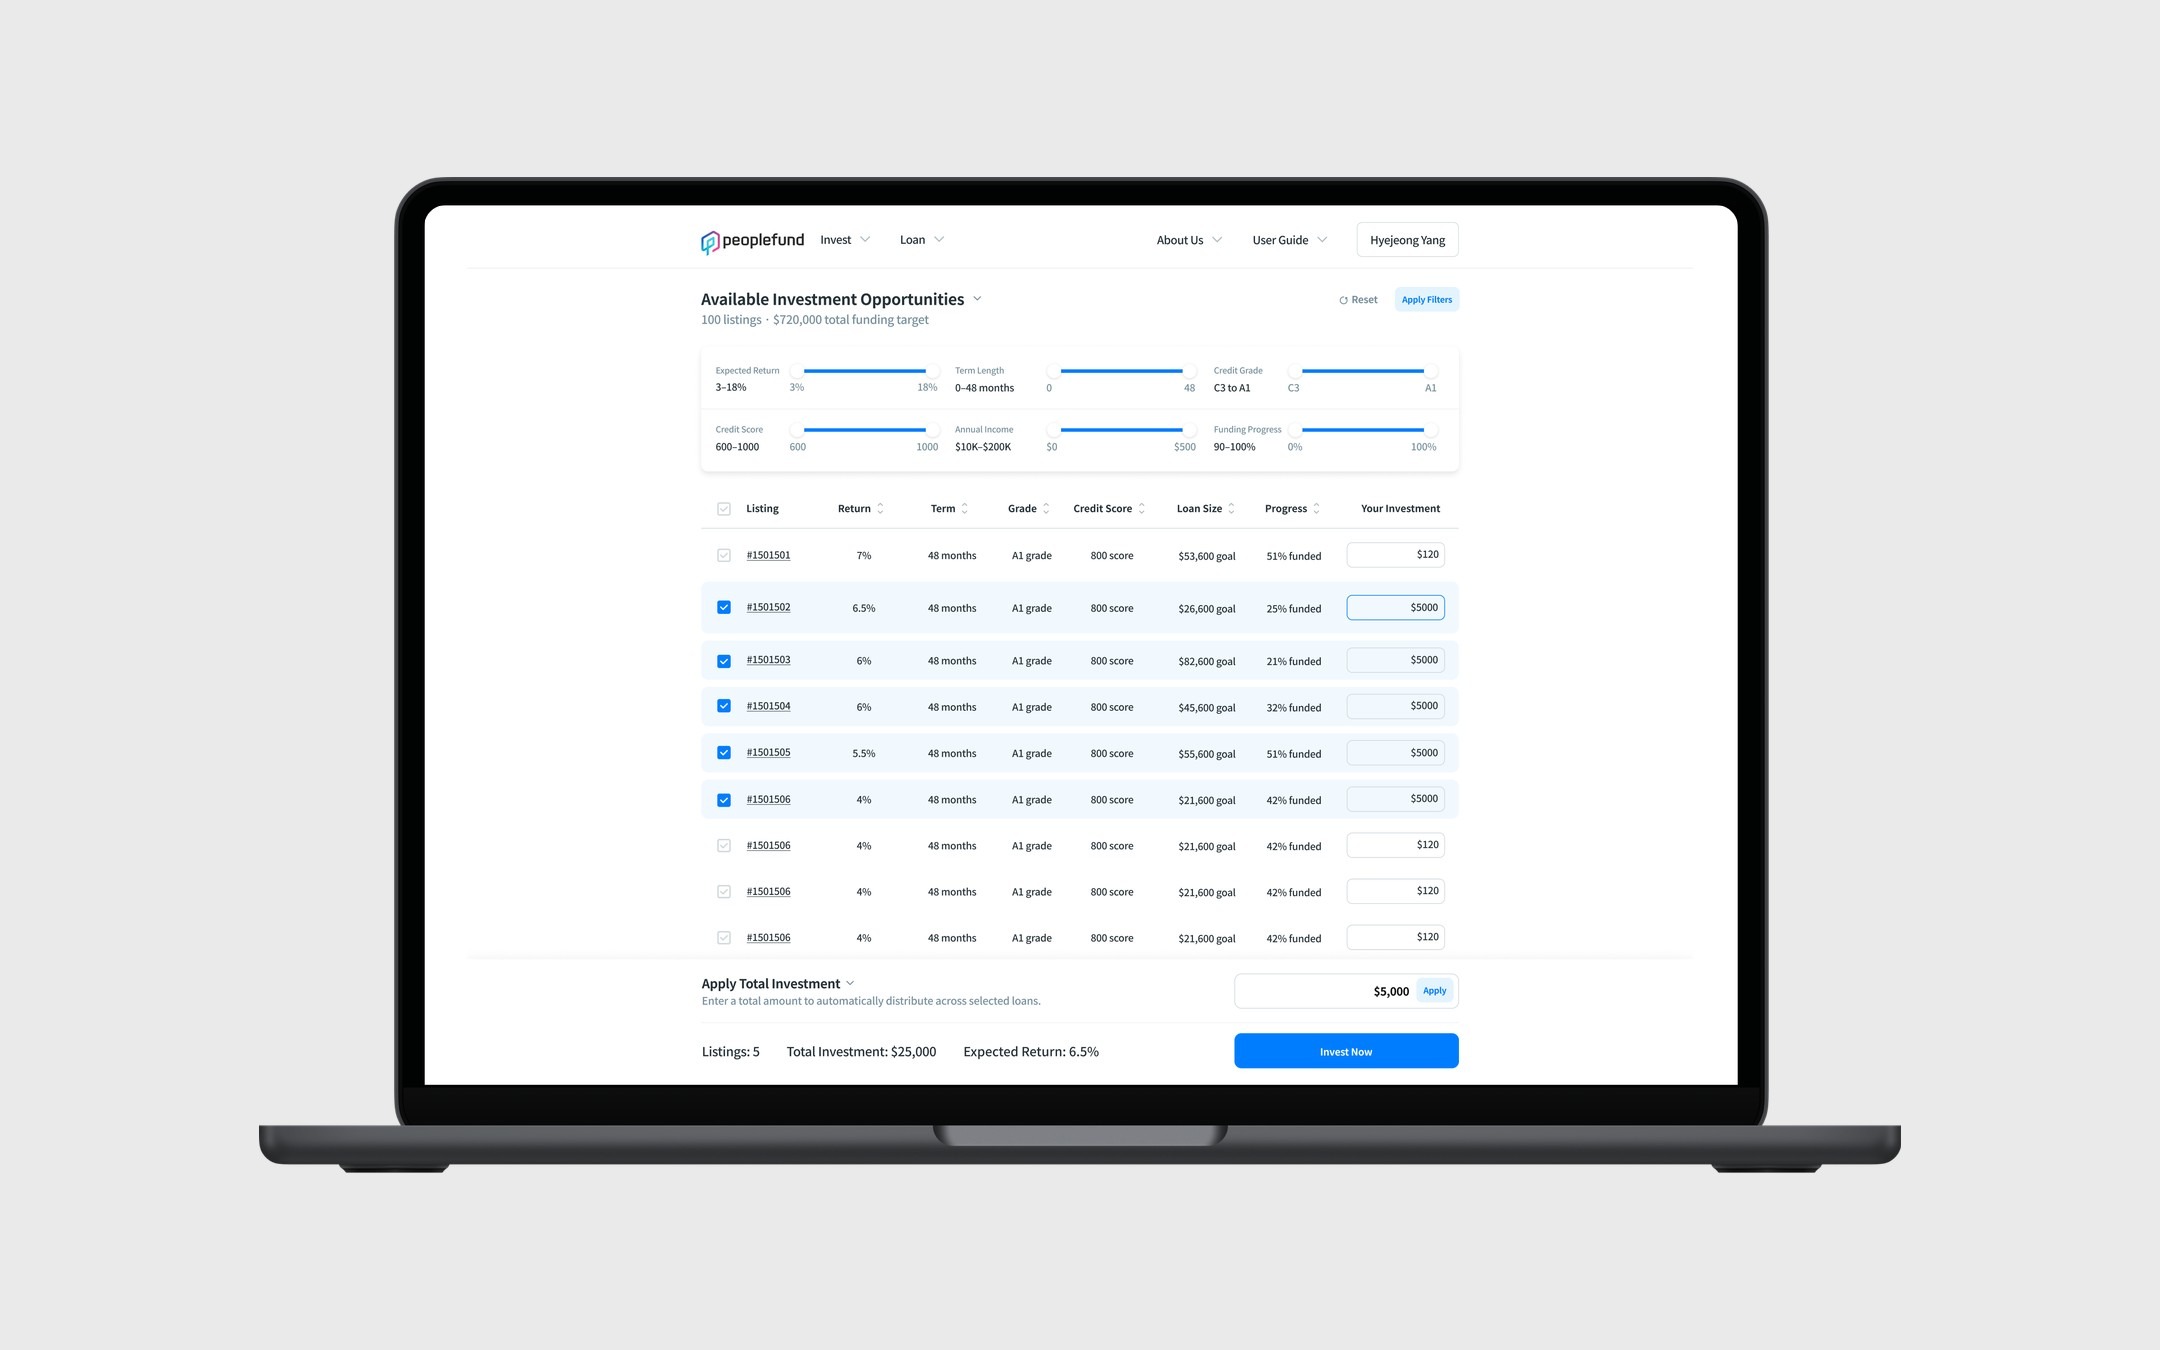 peoplefund Invest Loan About Us User Guide Hyejeong Yang
Available Investment Opportunities Reset Apply Filters
100 listings · $720,000 total funding target
Expected Return Term Length Credit Grade
3–18% 3% 18% 0–48 months 0 48 C3 to A1 C3 A1
Credit Score Annual Income Funding Progress
600–1000 600 1000 $10K–$200K $0 $500 90–100% 0% 100%
Listing Return Term Grade Credit Score Loan Size Progress Your Investment
#1501501 7% 48 months A1 grade 800 score $53,600 goal 51% funded $120
#1501502 6.5% 48 months A1 grade 800 score $26,600 goal 25% funded $5000
#1501503 6% 48 months A1 grade 800 score $82,600 goal 21% funded $5000
#1501504 6% 48 months A1 grade 800 score $45,600 goal 32% funded $5000
#1501505 5.5% 48 months A1 grade 800 score $55,600 goal 51% funded $5000
#1501506 4% 48 months A1 grade 800 score $21,600 goal 42% funded $5000
#1501506 4% 48 months A1 grade 800 score $21,600 goal 42% funded $120
#1501506 4% 48 months A1 grade 800 score $21,600 goal 42% funded $120
#1501506 4% 48 months A1 grade 800 score $21,600 goal 42% funded $120
Apply Total Investment
Enter a total amount to automatically distribute across selected loans.
$5,000 Apply
Listings: 5 Total Investment: $25,000 Expected Return: 6.5% Invest Now